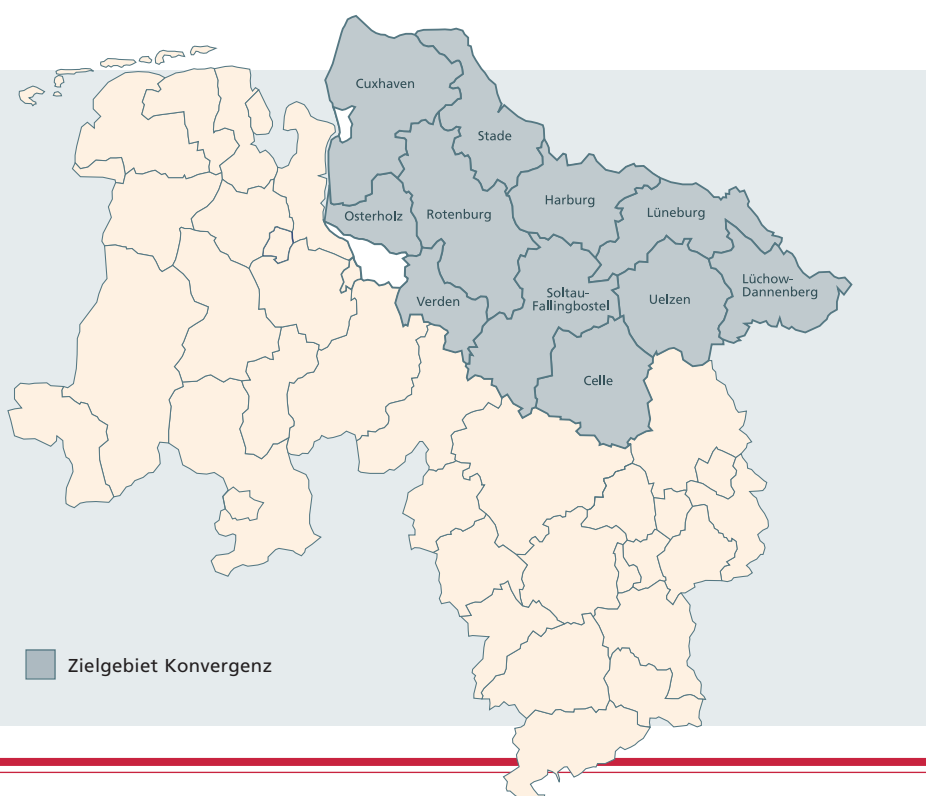 Cuxhaven
Stade
Osterholz
Rotenburg
Harburg
Lüneburg
Verden
Soltau-
Fallingbostel
Uelzen
Lüchow-
Dannenberg
Celle
Zielgebiet Konvergenz